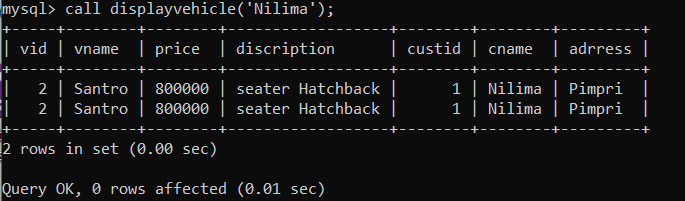 mysql> call displayvehicle('Nilima');
+-----+--------+--------+------------------+--------+--------+---------+
| vid | vname | price | discription | custid | cname | adrress |
+-----+--------+--------+------------------+--------+--------+---------+
| 2 | Santro | 800000 | seater Hatchback | 1 | Nilima | Pimpri |
| 2 | Santro | 800000 | seater Hatchback | 1 | Nilima | Pimpri |
+-----+--------+--------+------------------+--------+--------+---------+
2 rows in set (0.00 sec)
Query OK, 0 rows affected (0.01 sec)